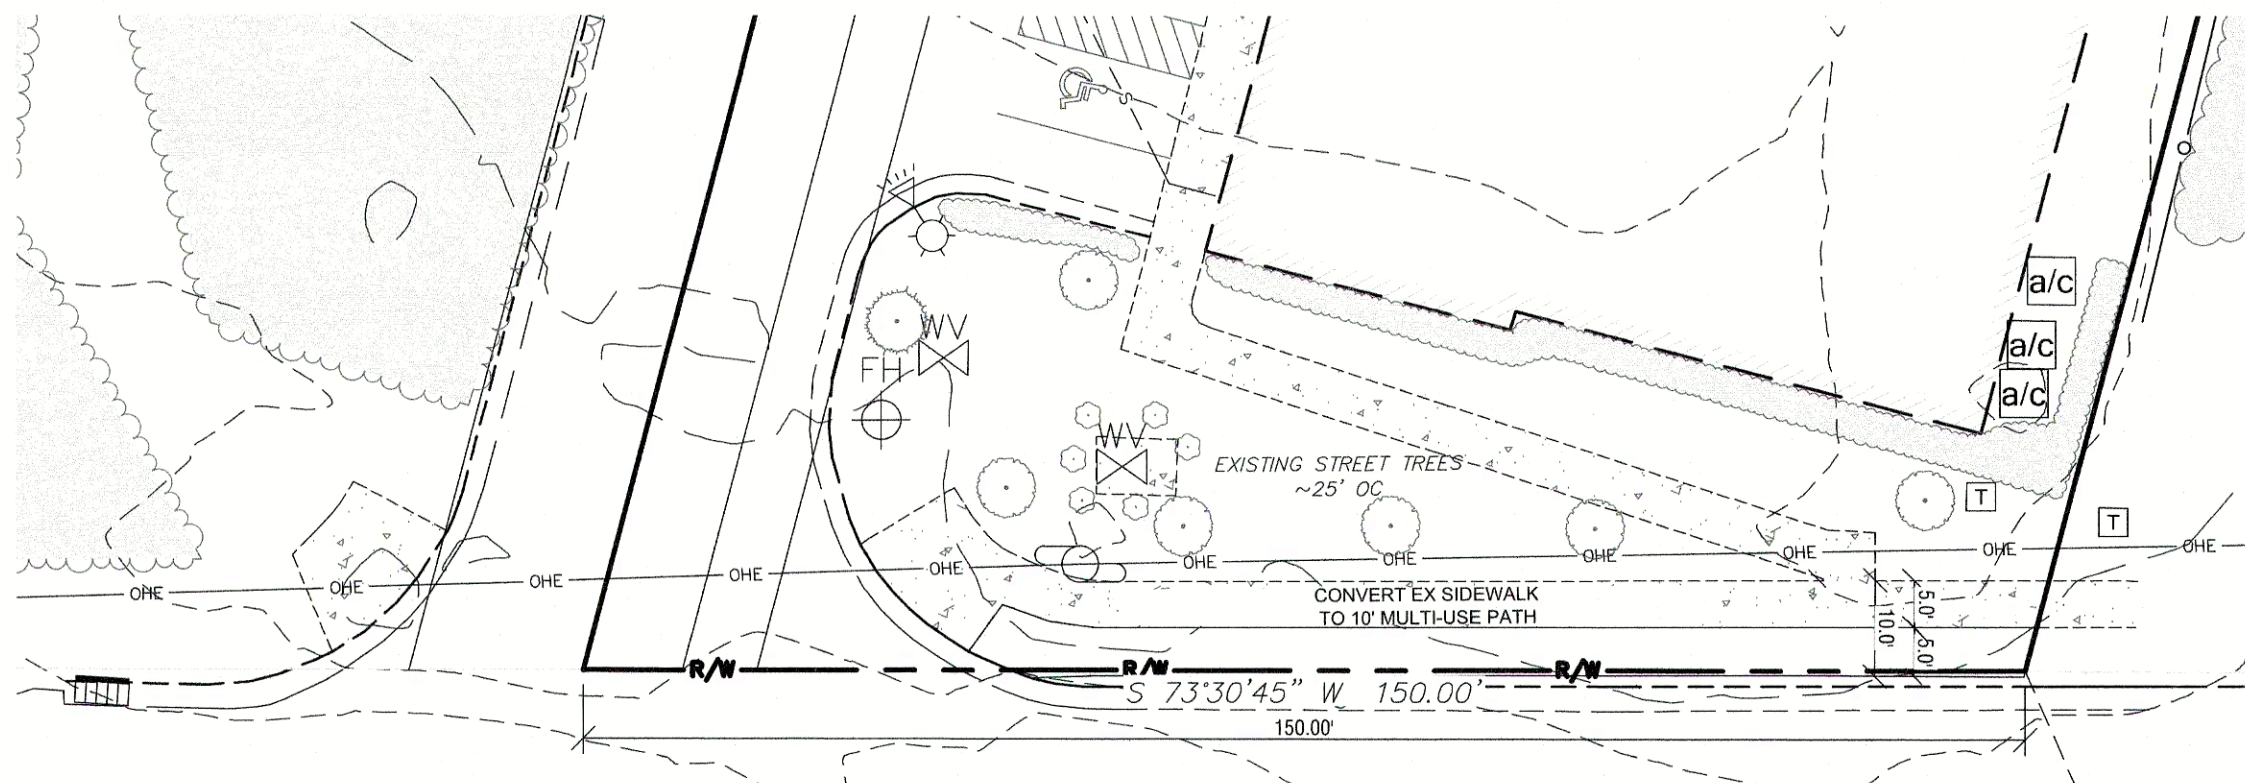 S
a/c
a/c
a/c
WV
FH
WV
EXISTING STREET TREES
~25' OC
T
T
OHE
OHE
OHE
OHE
OHE
OHE
OHE
OHE
OHE
OHE
OHE
CONVERT EX SIDEWALK
TO 10' MULTI-USE PATH
5.0'
10.0'
5.0'
R/W
R/W
R/W
S 73°30'45" W 150.00'
150.00'